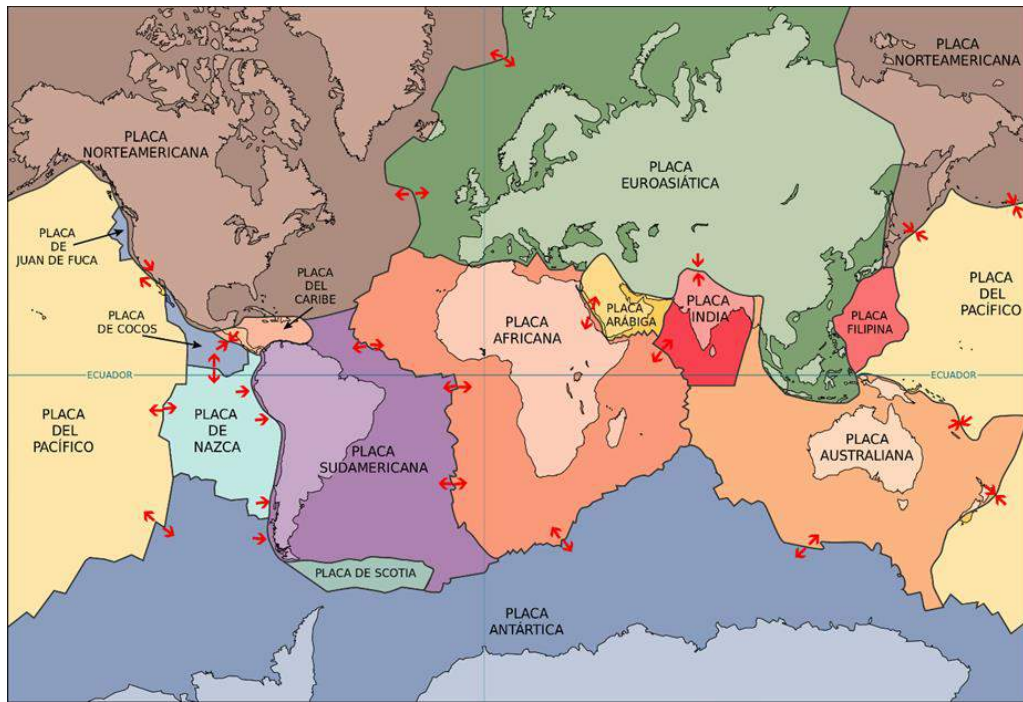 PLACA
NORTEAMERICANA
PLACA
NORTEAMERICANA
PLACA
EUROASIÁTICA
PLACA
DE
JUAN DE FUCA
PLACA
DEL
CARIBE
PLACA
DE COCOS
PLACA
AFRICANA
PLACA
ARÁBIGA
PLACA
INDIA
PLACA
FILIPINA
PLACA
DEL
PACÍFICO
ECUADOR
ECUADOR
PLACA
DEL
PACÍFICO
PLACA
DE
NAZCA
PLACA
SUDAMERICANA
PLACA
AUSTRALIANA
PLACA DE SCOTIA
PLACA
ANTÁRTICA